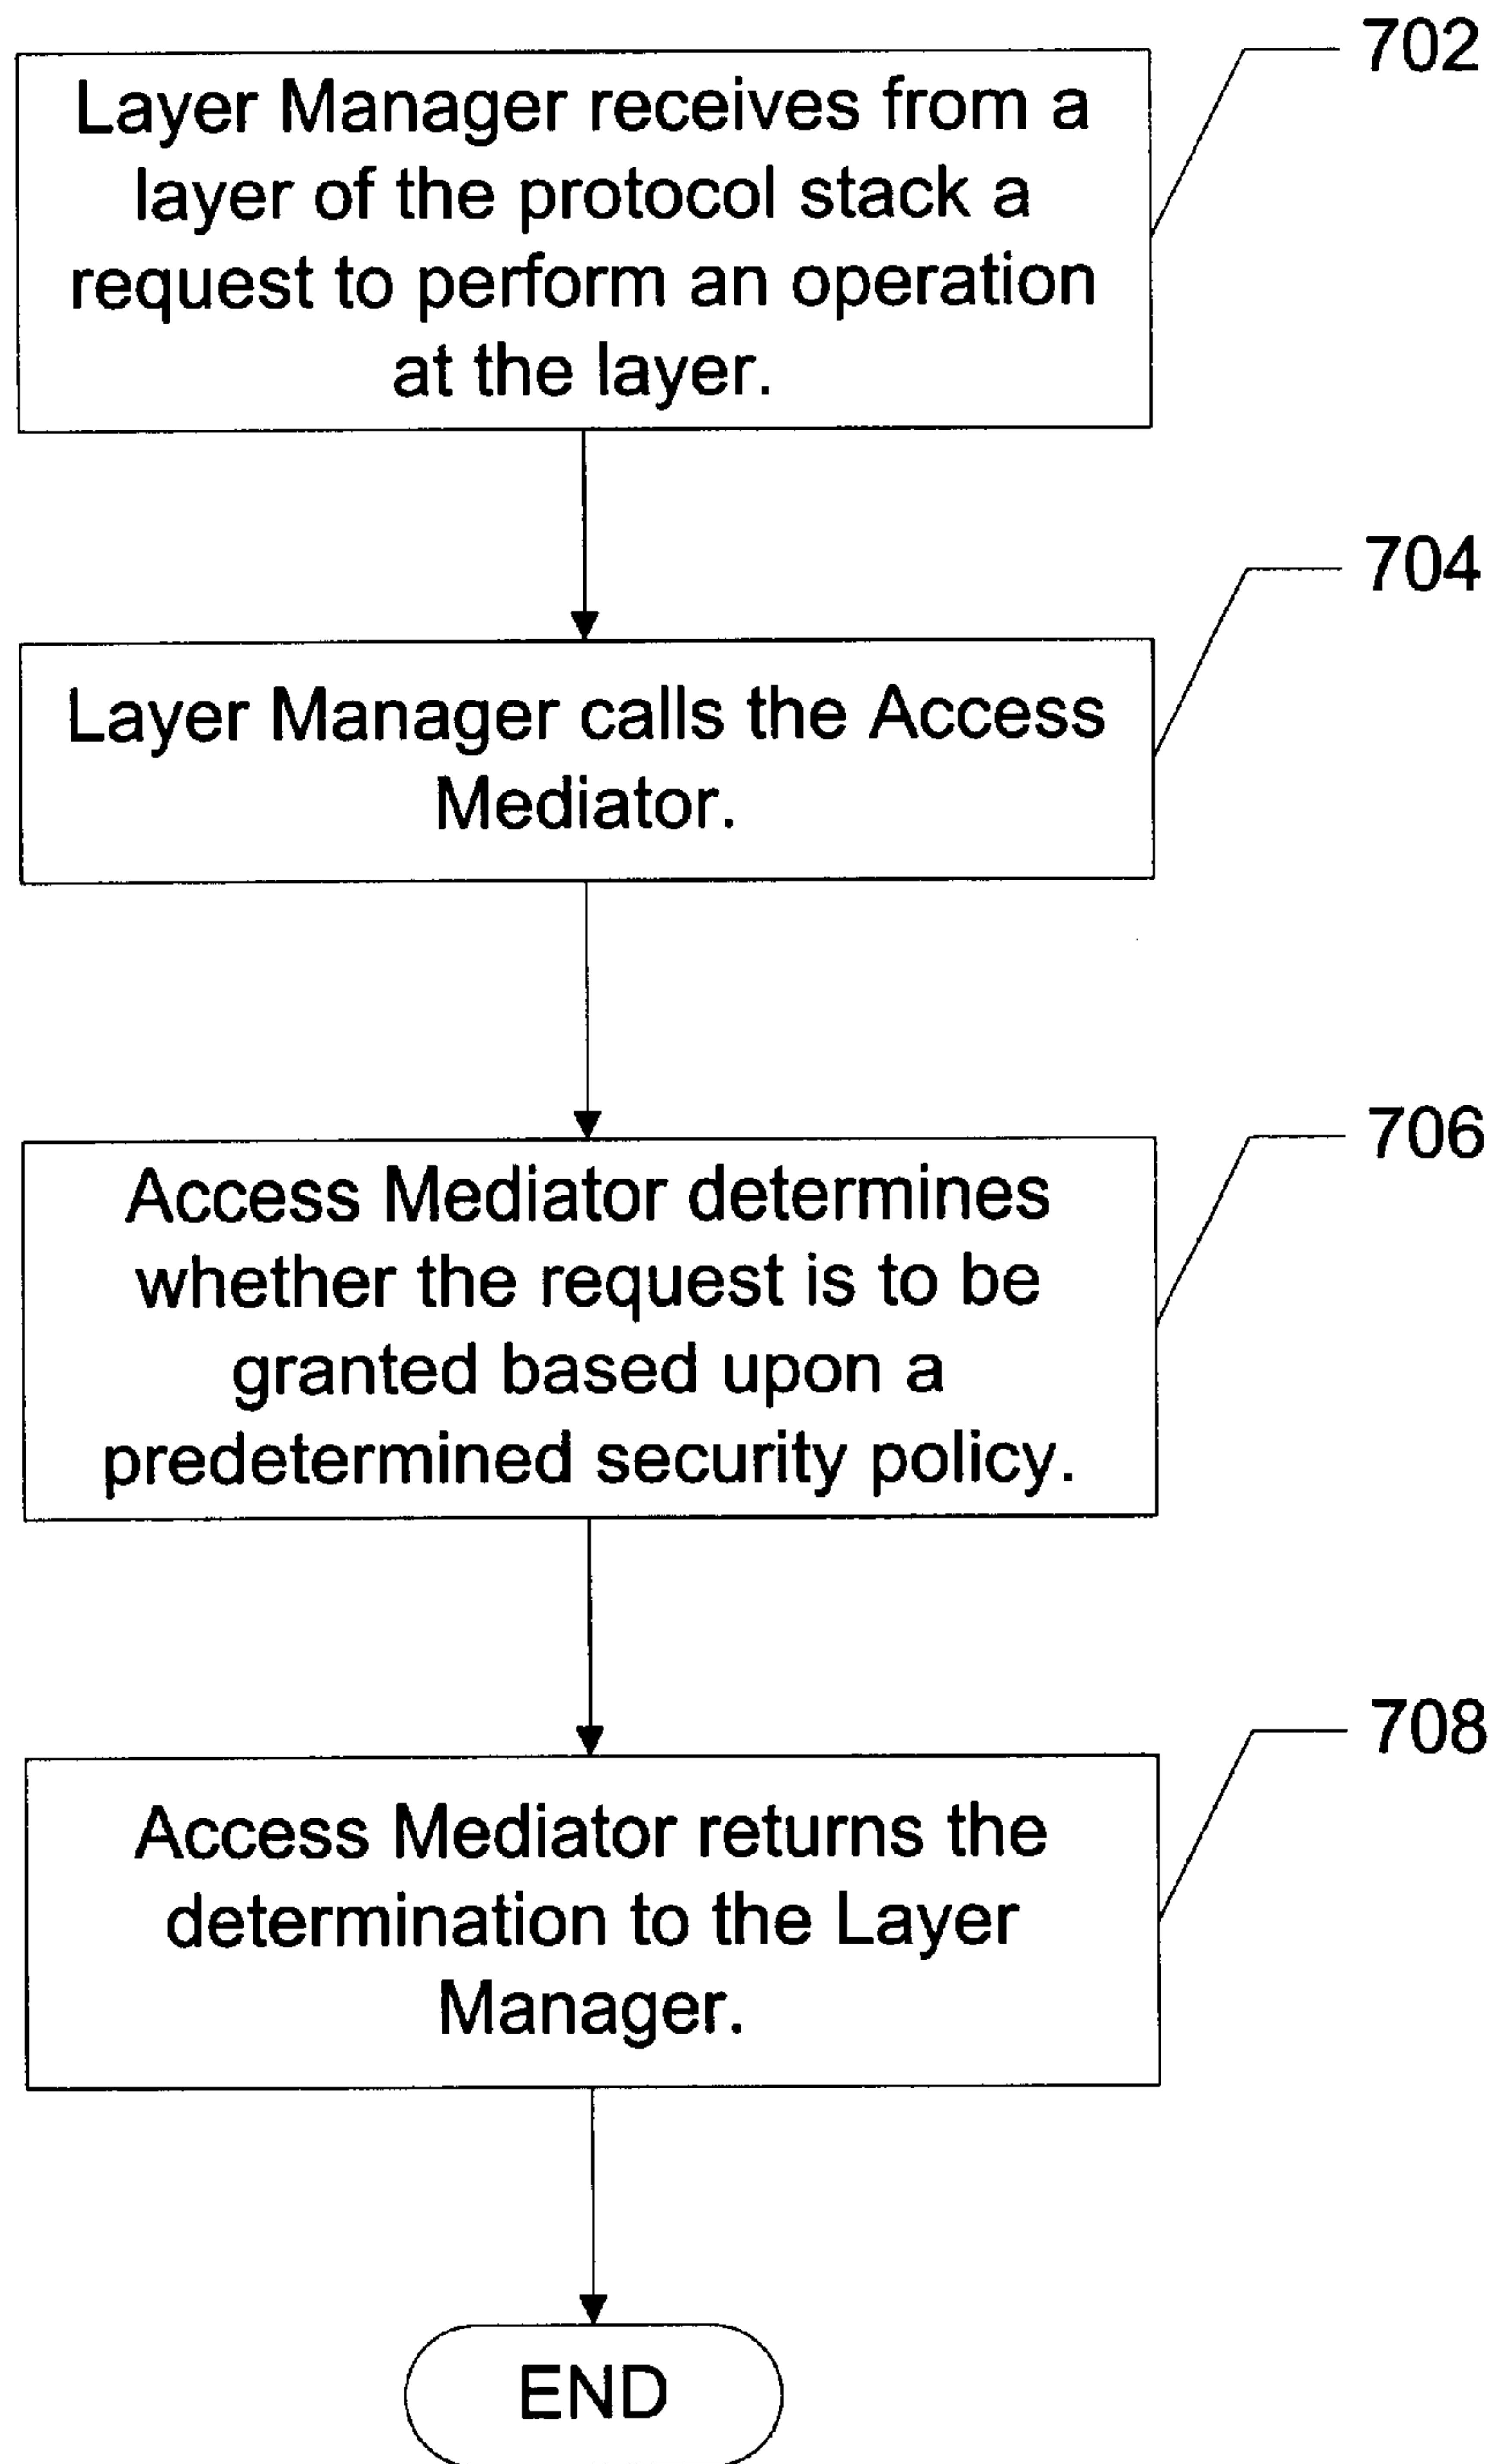 702
Layer Manager receives from a
layer of the protocol stack a
request to perform an operation
at the layer.
704
Layer Manager calls the Access
Mediator.
706
Access Mediator determines
whether the request is to be
granted based upon a
predetermined security policy.
708
Access Mediator returns the
determination to the Layer
Manager.
END